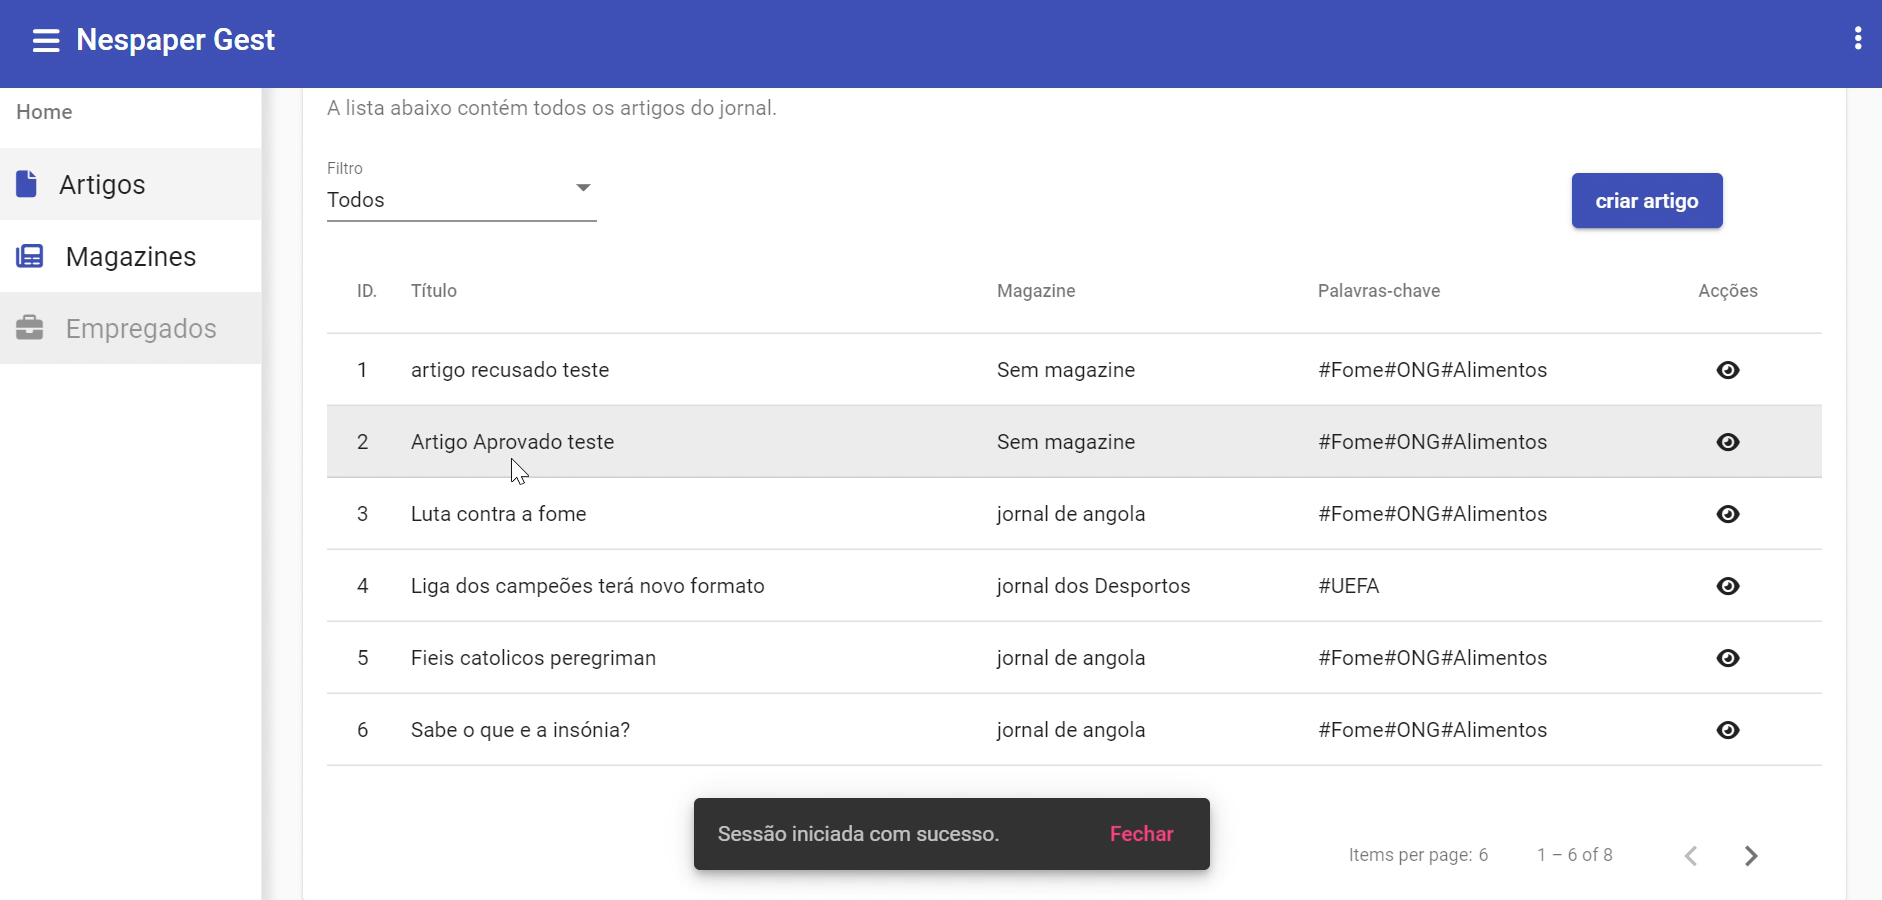 Nespaper Gest
Home
Artigos
Magazines
Empregados
A lista abaixo contém todos os artigos do jornal.
Filtro
Todos
criar artigo
ID. Título Magazine Palavras-chave Acções
1 artigo recusado teste Sem magazine #Fome#ONG#Alimentos
2 Artigo Aprovado teste Sem magazine #Fome#ONG#Alimentos
3 Luta contra a fome jornal de angola #Fome#ONG#Alimentos
4 Liga dos campeões terá novo formato jornal dos Desportos #UEFA
5 Fieis catolicos peregriman jornal de angola #Fome#ONG#Alimentos
6 Sabe o que e a insónia? jornal de angola #Fome#ONG#Alimentos
Sessão iniciada com sucesso. Fechar
Items per page: 6 1 – 6 of 8